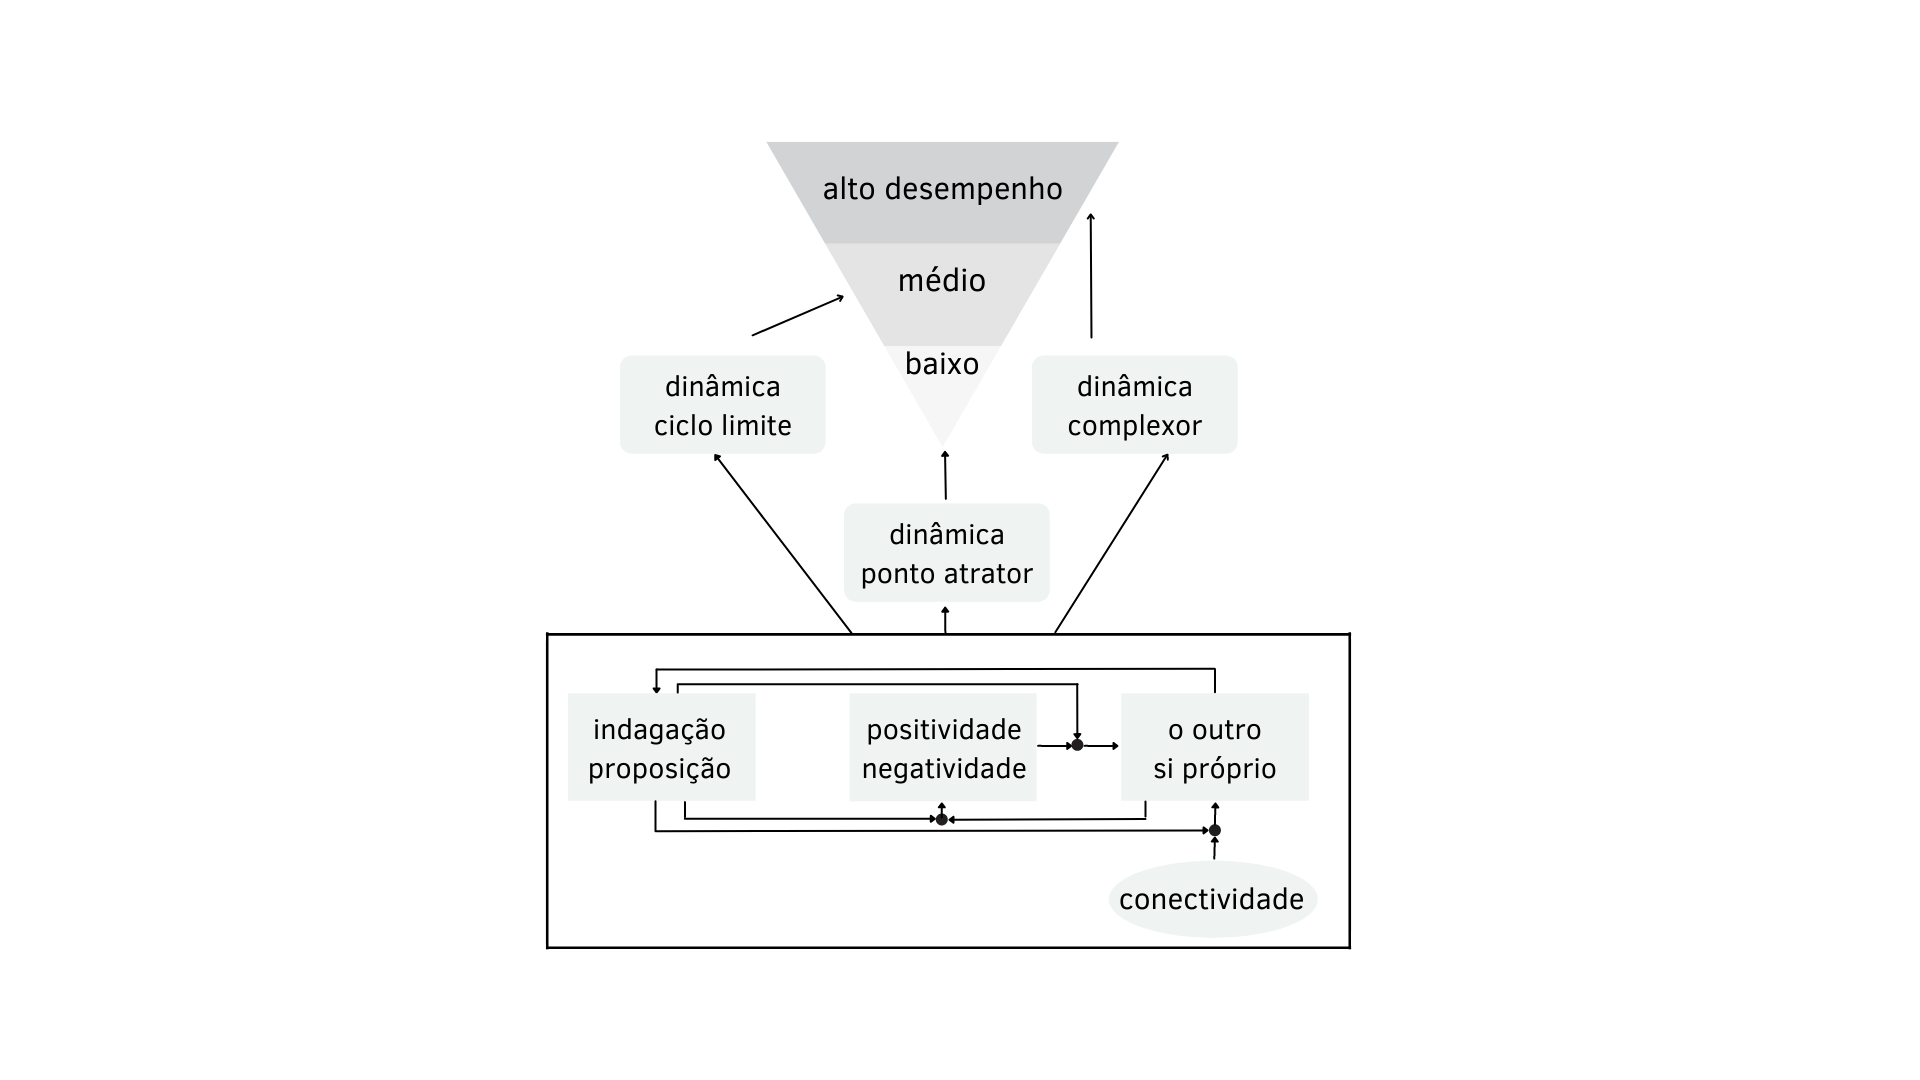 alto desempenho
médio
baixo
dinâmica
ciclo limite
dinâmica
complexor
dinâmica
ponto atrator
indagação
proposição
positividade
negatividade
o outro
si próprio
conectividade